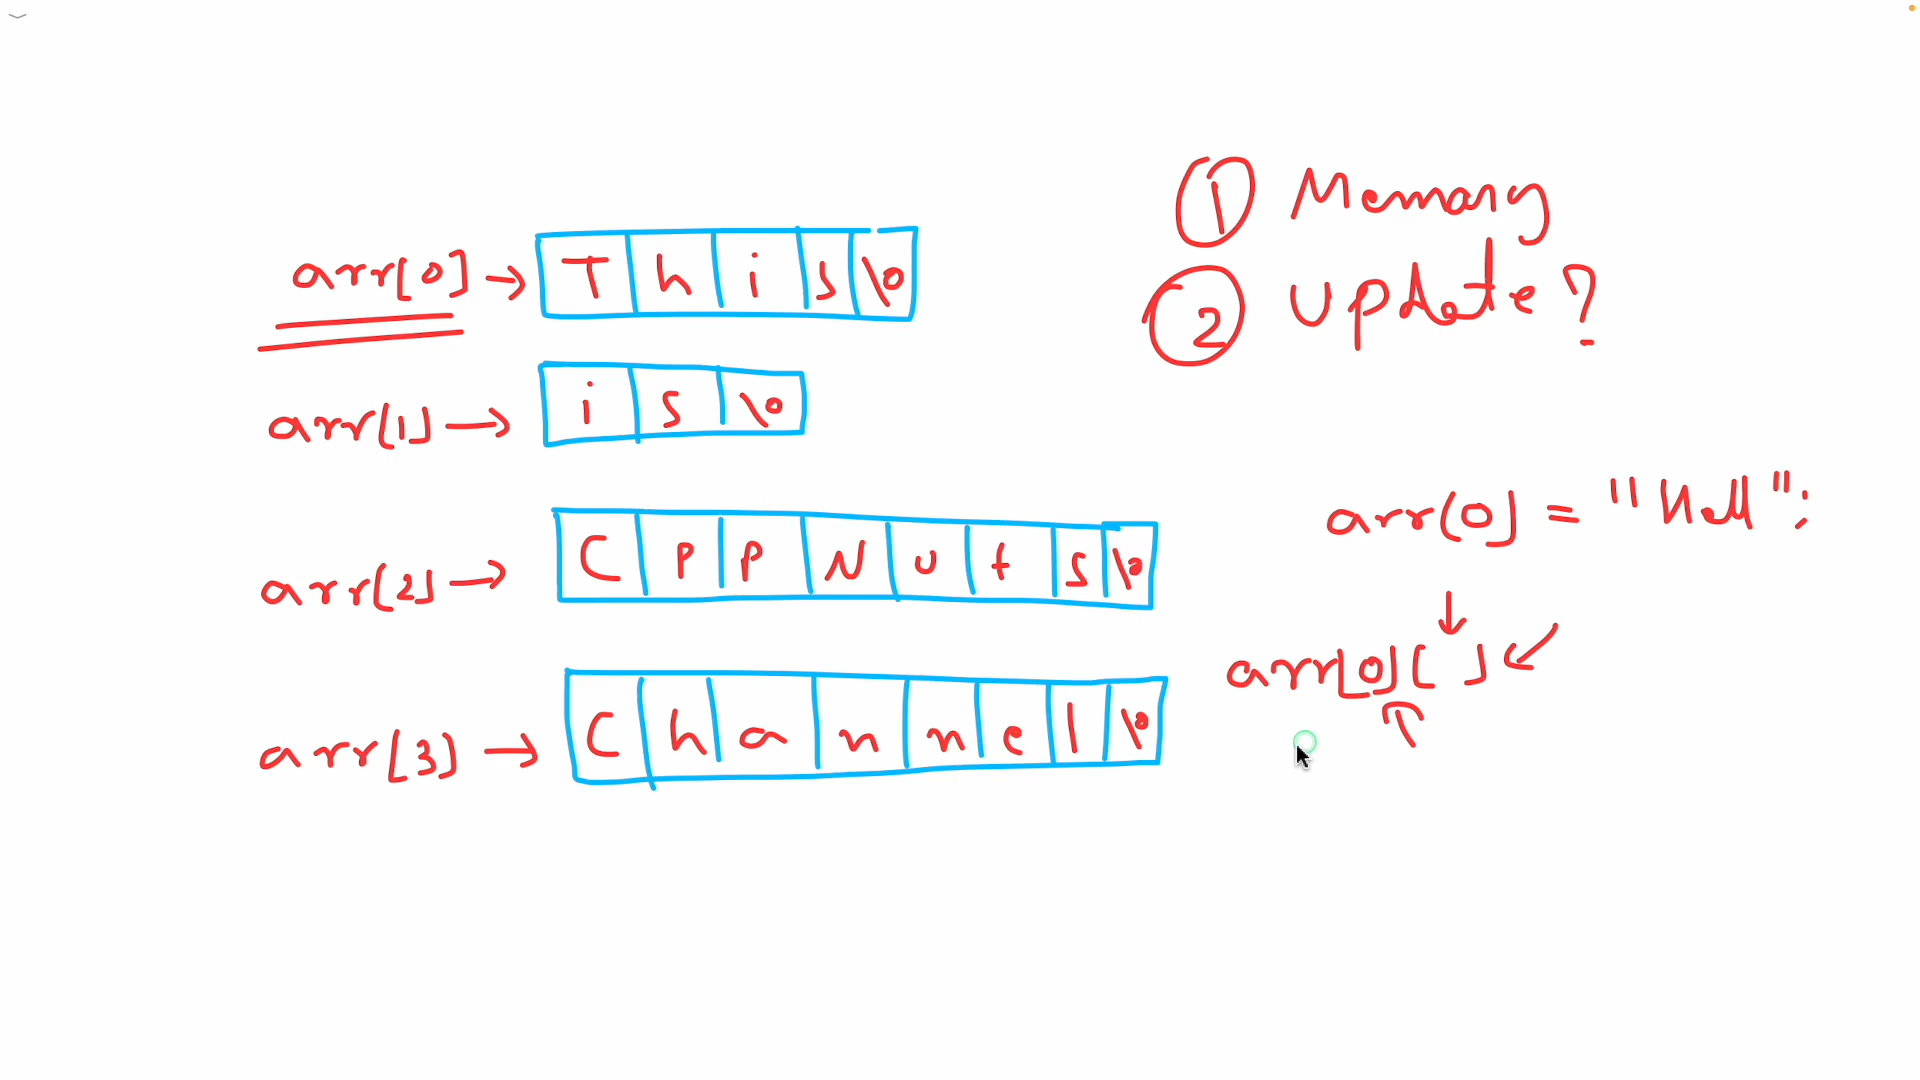 ① Memory
② Update?
arr[0] → T h i s \0
arr[1] → i s \0
arr[2] → C P P N u t s \0
arr[3] → C h a n n e l \0
arr[0] = "Hell";
arr[0][ ]